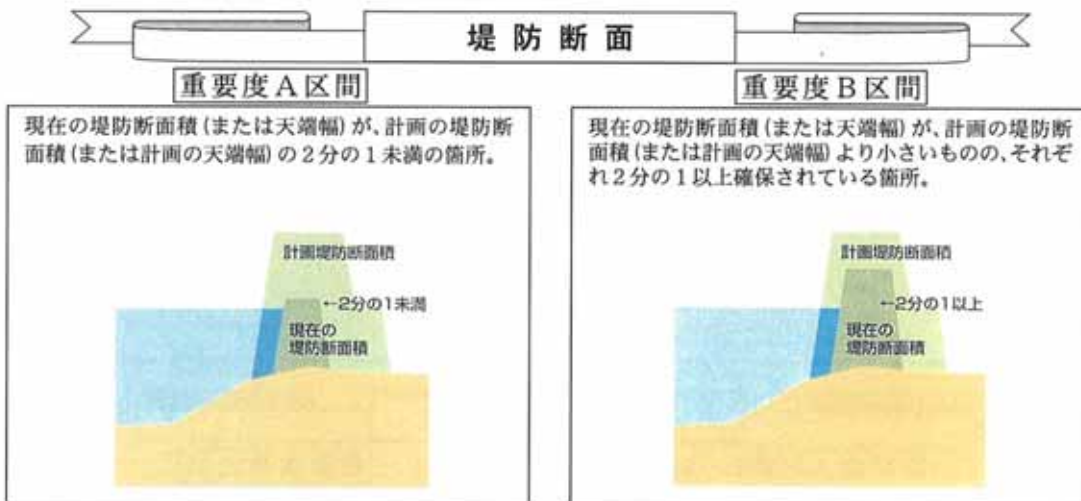 堤防断面
重要度A区間
現在の堤防断面積(または天端幅)が、計画の堤防断
面積(または計画の天端幅)の2分の1未満の箇所。
計画堤防断面積
←2分の1未満
現在の
堤防断面積
重要度B区間
現在の堤防断面積(または天端幅)が、計画の堤防断
面積(または計画の天端幅)より小さいものの、それぞ
れ2分の1以上確保されている箇所。
計画堤防断面積
←2分の1以上
現在の
堤防断面積